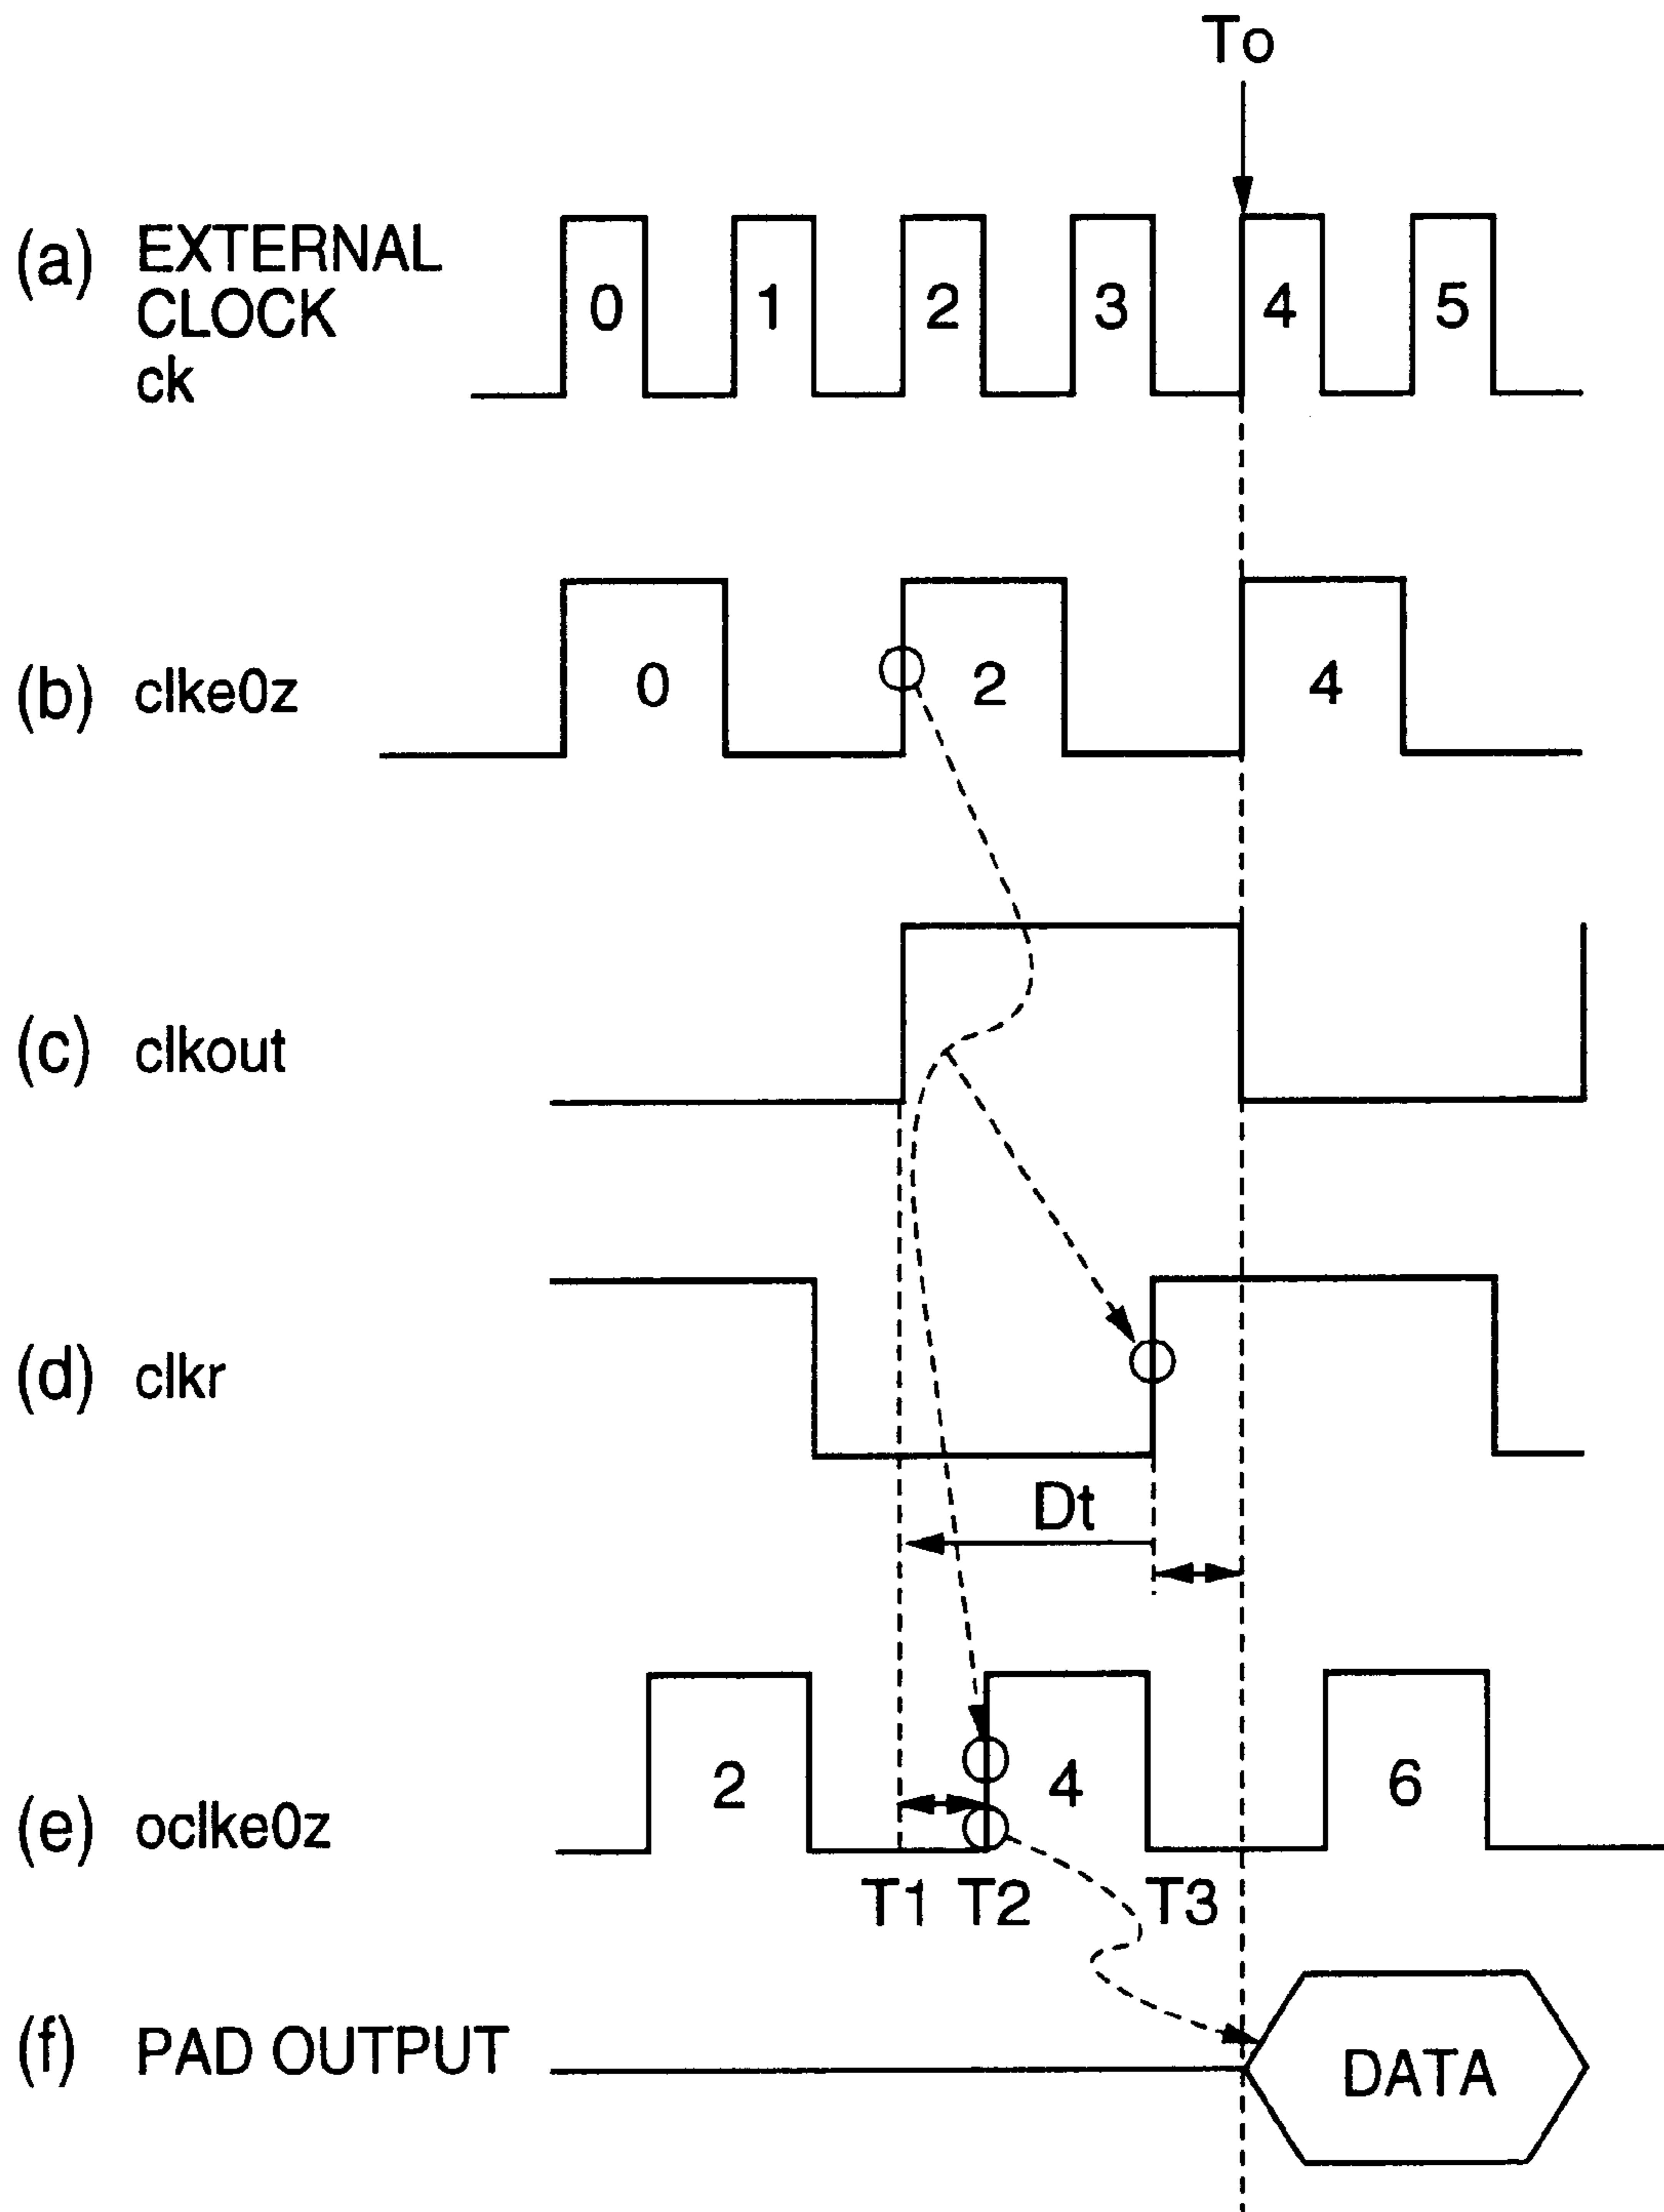 To
(a) EXTERNAL
CLOCK
ck
0 1 2 3 4 5
(b) clke0z
0 2 4
(c) clkout
(d) clkr
Dt
(e) oclke0z
2 4 6
T1 T2 T3
(f) PAD OUTPUT
DATA